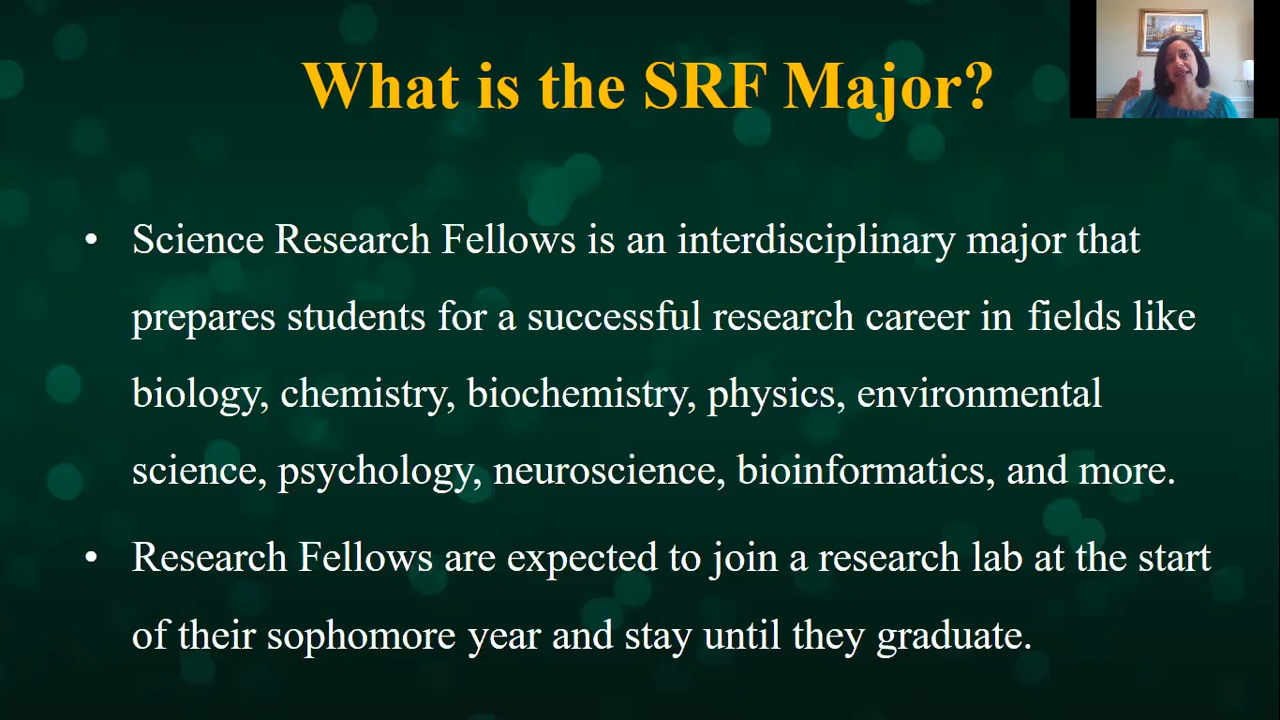 What is the SRF Major?
• Science Research Fellows is an interdisciplinary major that
prepares students for a successful research career in fields like
biology, chemistry, biochemistry, physics, environmental
science, psychology, neuroscience, bioinformatics, and more.
• Research Fellows are expected to join a research lab at the start
of their sophomore year and stay until they graduate.